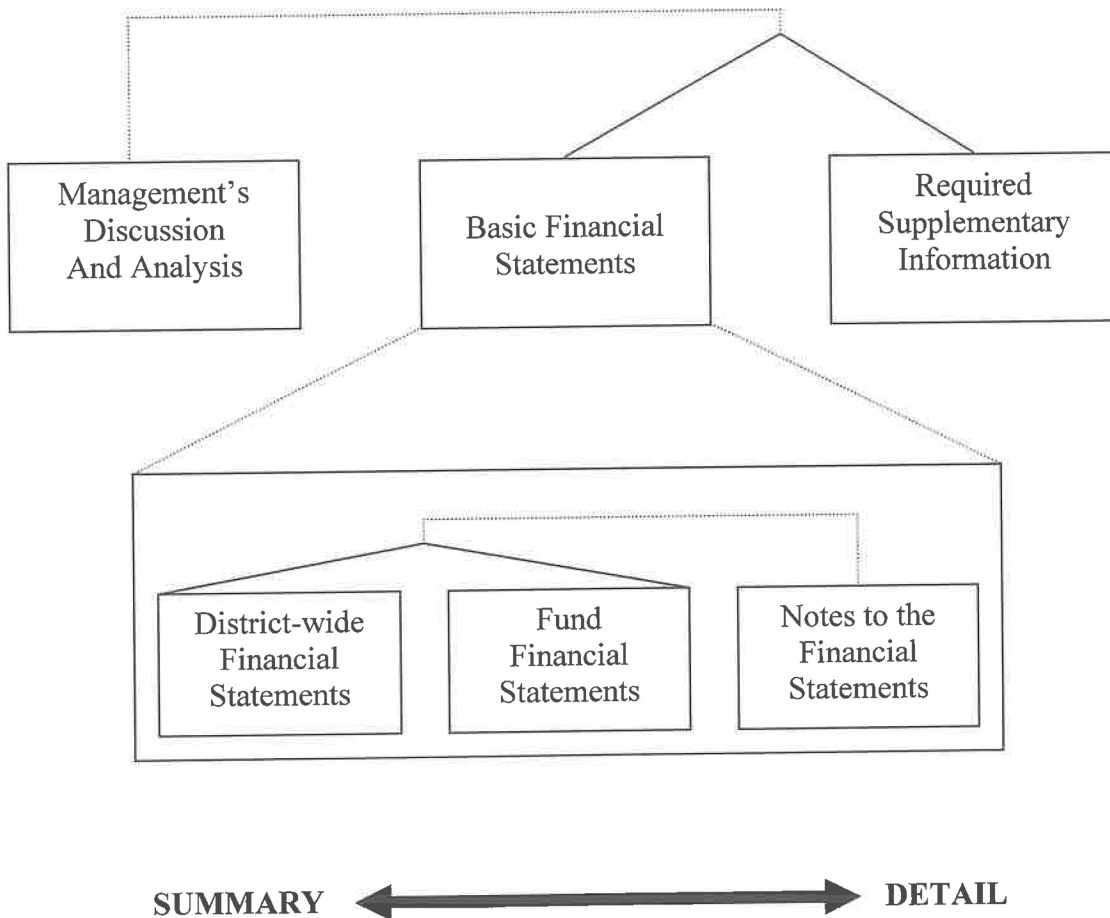 Management's
Discussion
And Analysis
Basic Financial
Statements
Required
Supplementary
Information
District-wide
Financial
Statements
Fund
Financial
Statements
Notes to the
Financial
Statements
SUMMARY
DETAIL